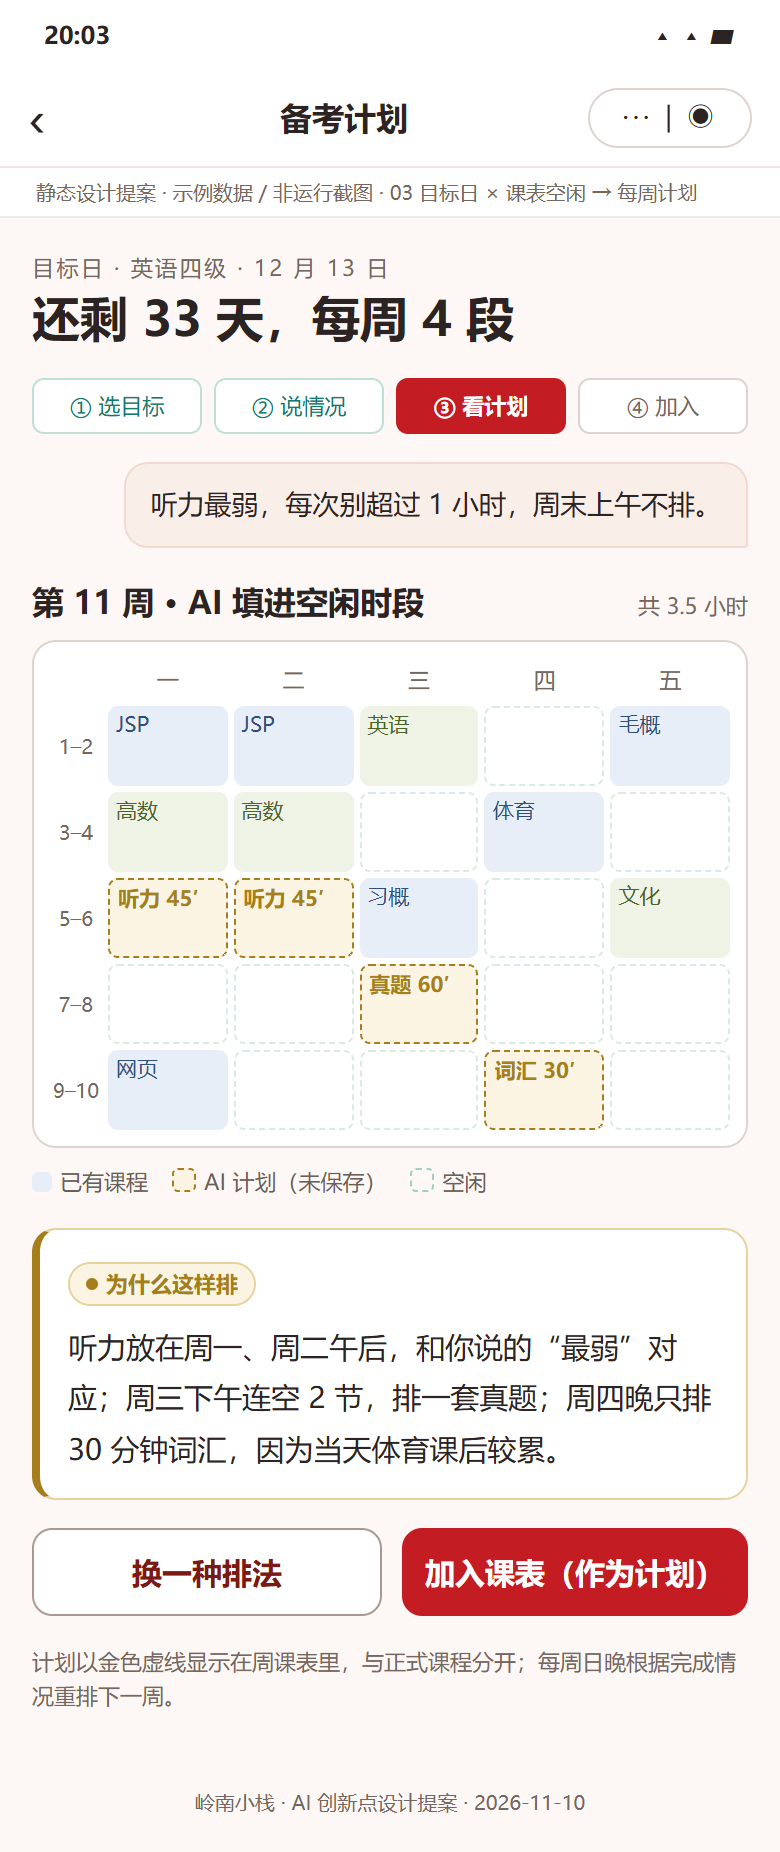 20:03
‹ 备考计划 ··· | ◉
静态设计提案 · 示例数据 / 非运行截图 · 03 目标日 × 课表空闲 → 每周计划
目标日 · 英语四级 · 12 月 13 日
还剩 33 天，每周 4 段
① 选目标 ② 说情况 ③ 看计划 ④ 加入
听力最弱，每次别超过 1 小时，周末上午不排。
第 11 周 • AI 填进空闲时段 共 3.5 小时
一 二 三 四 五
1–2 JSP JSP 英语 毛概
3–4 高数 高数 体育
5–6 听力 45′ 听力 45′ 习概 文化
7–8 真题 60′
9–10 网页 词汇 30′
已有课程 AI 计划（未保存） 空闲
为什么这样排
听力放在周一、周二午后，和你说的“最弱”对
应；周三下午连空 2 节，排一套真题；周四晚只排
30 分钟词汇，因为当天体育课后较累。
换一种排法 加入课表（作为计划）
计划以金色虚线显示在周课表里，与正式课程分开；每周日晚根据完成情
况重排下一周。
岭南小栈 · AI 创新点设计提案 · 2026-11-10